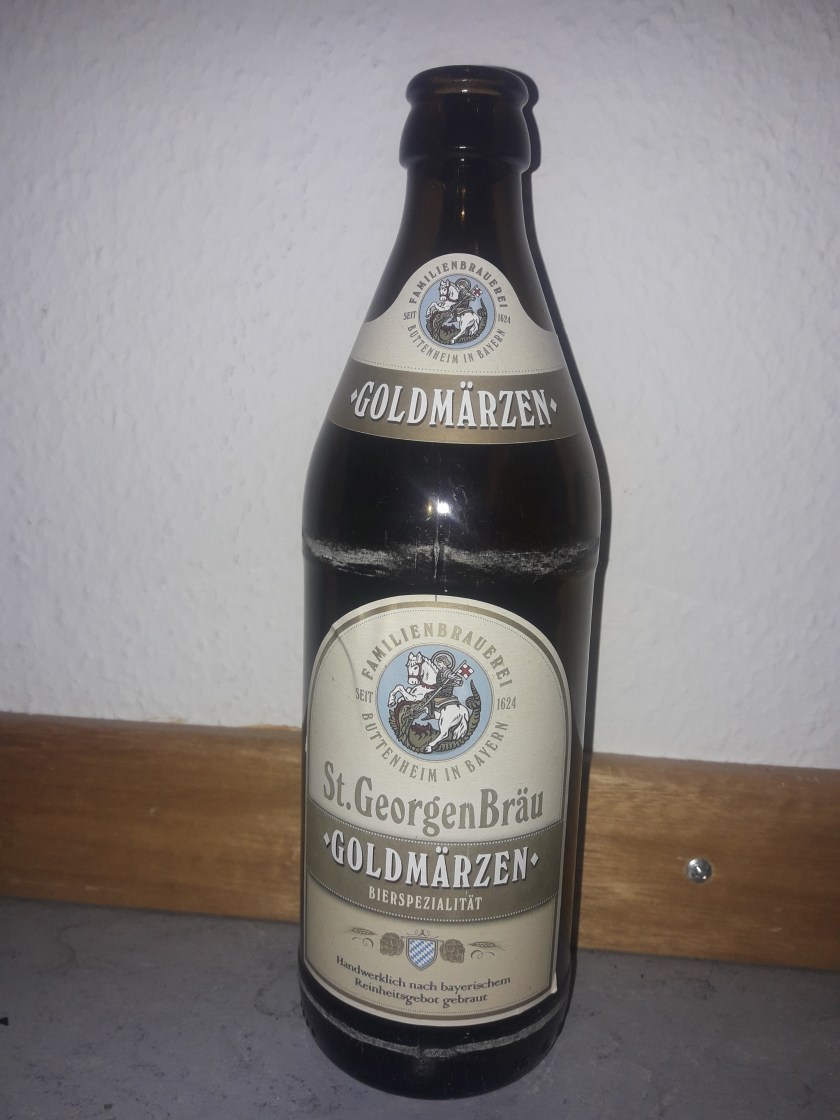 FAMILIENBRAUEREI
SEIT 1624
BUTTENHEIM IN BAYERN
·GOLDMÄRZEN·
FAMILIENBRAUEREI
SEIT 1624
BUTTENHEIM IN BAYERN
St.GeorgenBräu
·GOLDMÄRZEN·
BIERSPEZIALITÄT
Handwerklich nach bayerischem
Reinheitsgebot gebraut